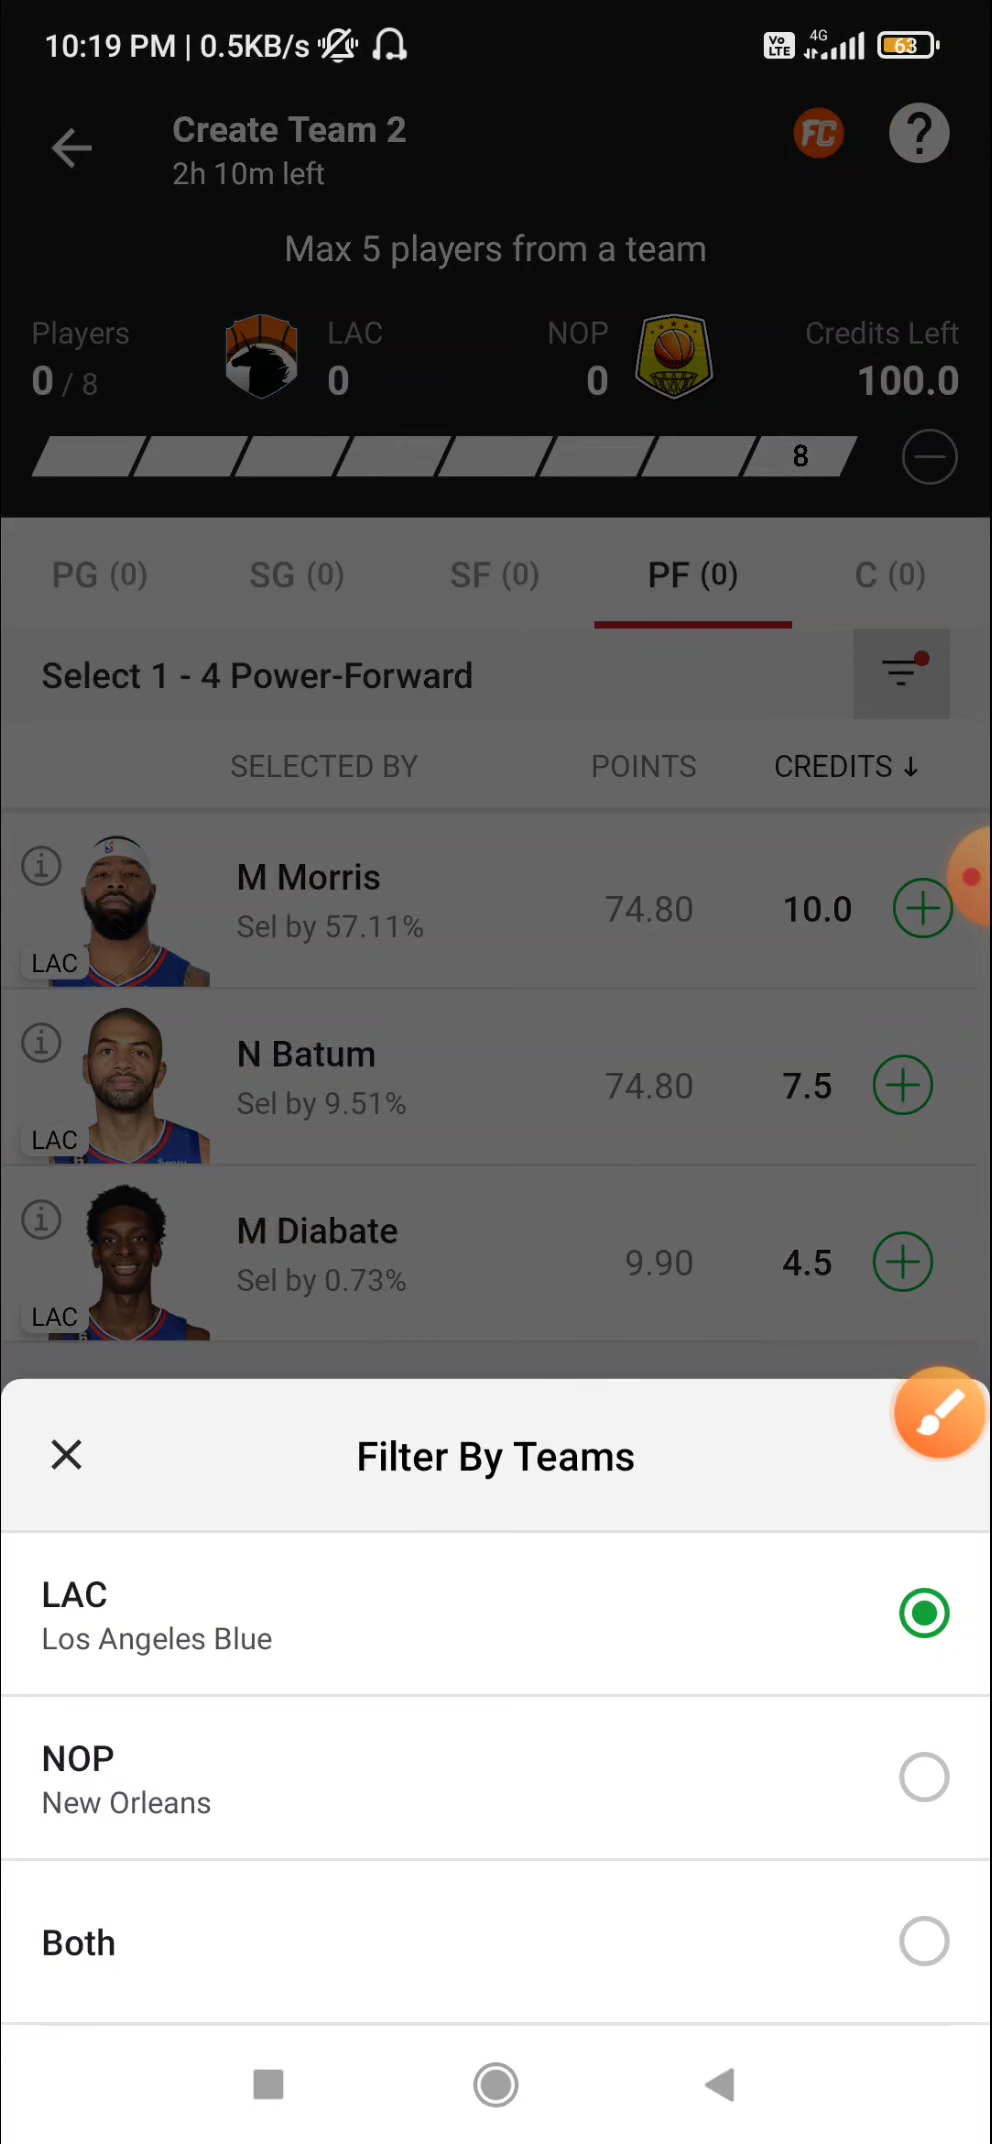 10:19 PM | 0.5KB/s
Vo LTE 4G 63
Create Team 2
2h 10m left
FC ?
Max 5 players from a team
Players LAC NOP Credits Left
0 / 8 0 0 100.0
8
PG (0) SG (0) SF (0) PF (0) C (0)
Select 1 - 4 Power-Forward
SELECTED BY POINTS CREDITS ↓
M Morris
Sel by 57.11%
74.80 10.0
LAC
N Batum
Sel by 9.51%
74.80 7.5
LAC
M Diabate
Sel by 0.73%
9.90 4.5
LAC
Filter By Teams
LAC
Los Angeles Blue
NOP
New Orleans
Both